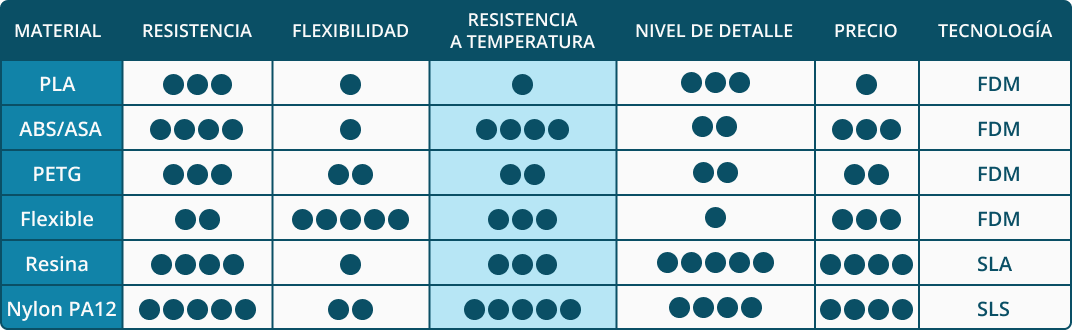 MATERIAL RESISTENCIA FLEXIBILIDAD RESISTENCIA A TEMPERATURA NIVEL DE DETALLE PRECIO TECNOLOGÍA
PLA FDM
ABS/ASA FDM
PETG FDM
Flexible FDM
Resina SLA
Nylon PA12 SLS